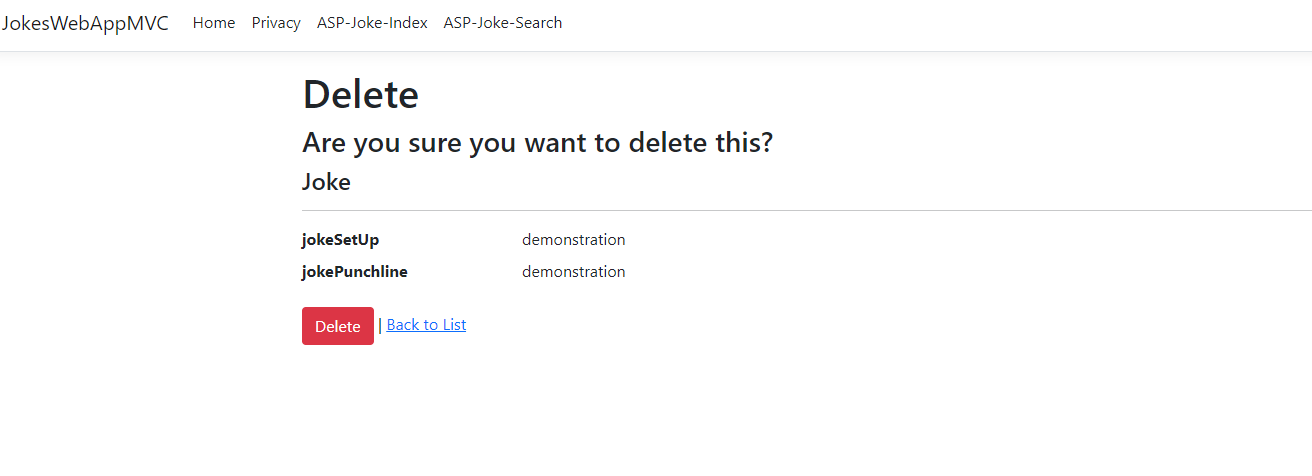 JokesWebAppMVC Home Privacy ASP-Joke-Index ASP-Joke-Search
Delete
Are you sure you want to delete this?
Joke
jokeSetUp demonstration
jokePunchline demonstration
Delete | Back to List